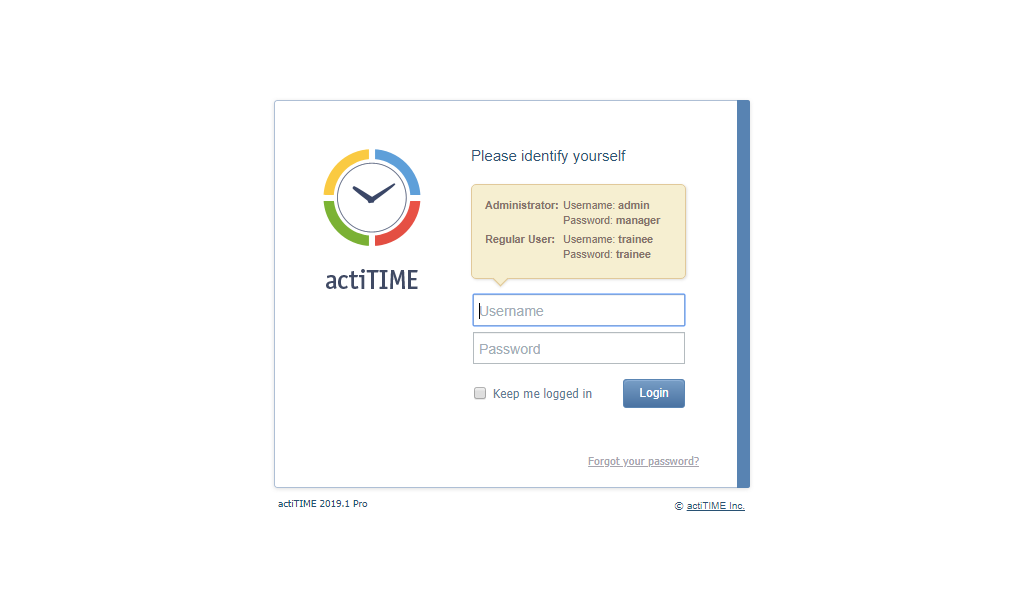 Please identify yourself
Administrator: Username: admin
Password: manager
Regular User: Username: trainee
Password: trainee
actiTIME
Username
Password
Keep me logged in Login
Forgot your password?
actiTIME 2019.1 Pro © actiTIME Inc.